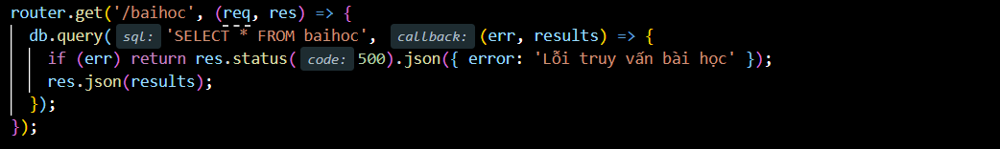 router.get('/baihoc', (req, res) => {
db.query( sql: 'SELECT * FROM baihoc', callback: (err, results) => {
if (err) return res.status( code: 500).json({ error: 'Lỗi truy vấn bài học' });
res.json(results);
});
});